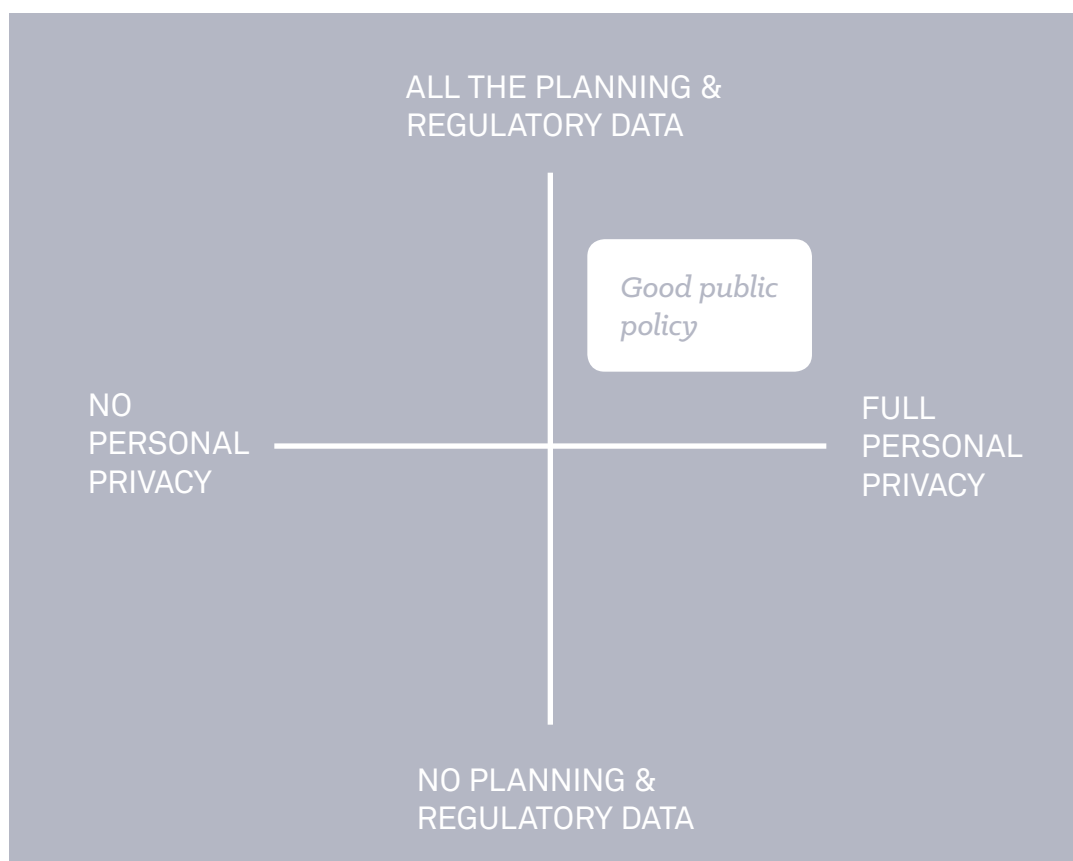 ALL THE PLANNING &
REGULATORY DATA
Good public
policy
NO
PERSONAL
PRIVACY
FULL
PERSONAL
PRIVACY
NO PLANNING &
REGULATORY DATA